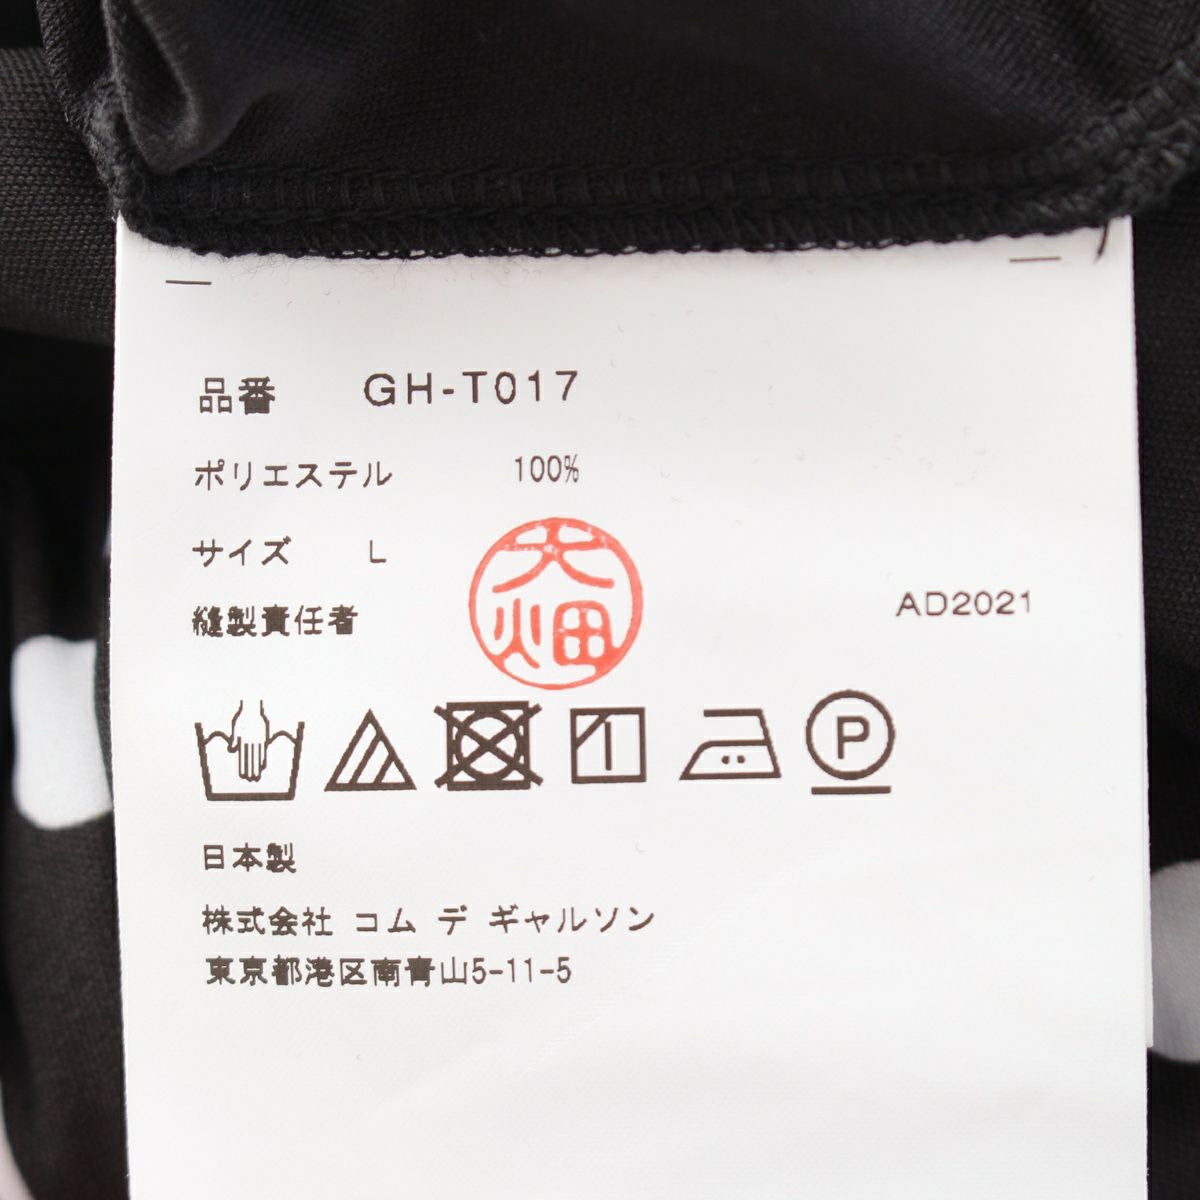 品番 GH-T017
ポリエステル 100%
サイズ L
大畑
縫製責任者
AD2021
P
日本製
株式会社 コム デ ギャルソン
東京都港区南青山5-11-5